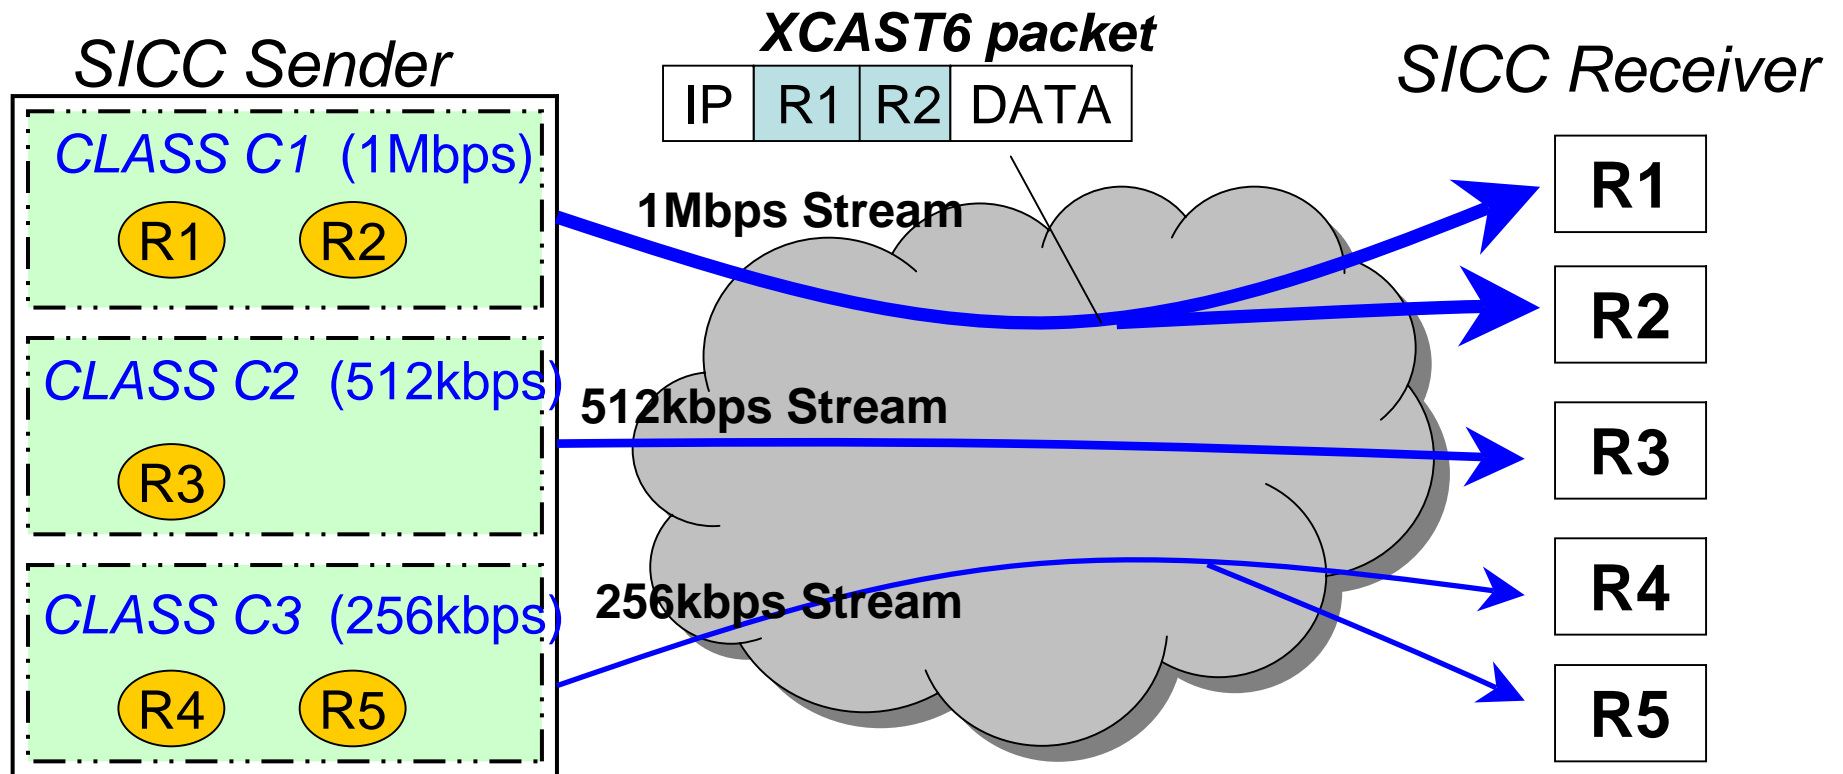 XCAST6 packet
SICC Sender
SICC Receiver
IP R1 R2 DATA
CLASS C1 (1Mbps)
R1 R2
1Mbps Stream
R1
R2
CLASS C2 (512kbps)
R3
512kbps Stream
R3
CLASS C3 (256kbps)
R4 R5
256kbps Stream
R4
R5